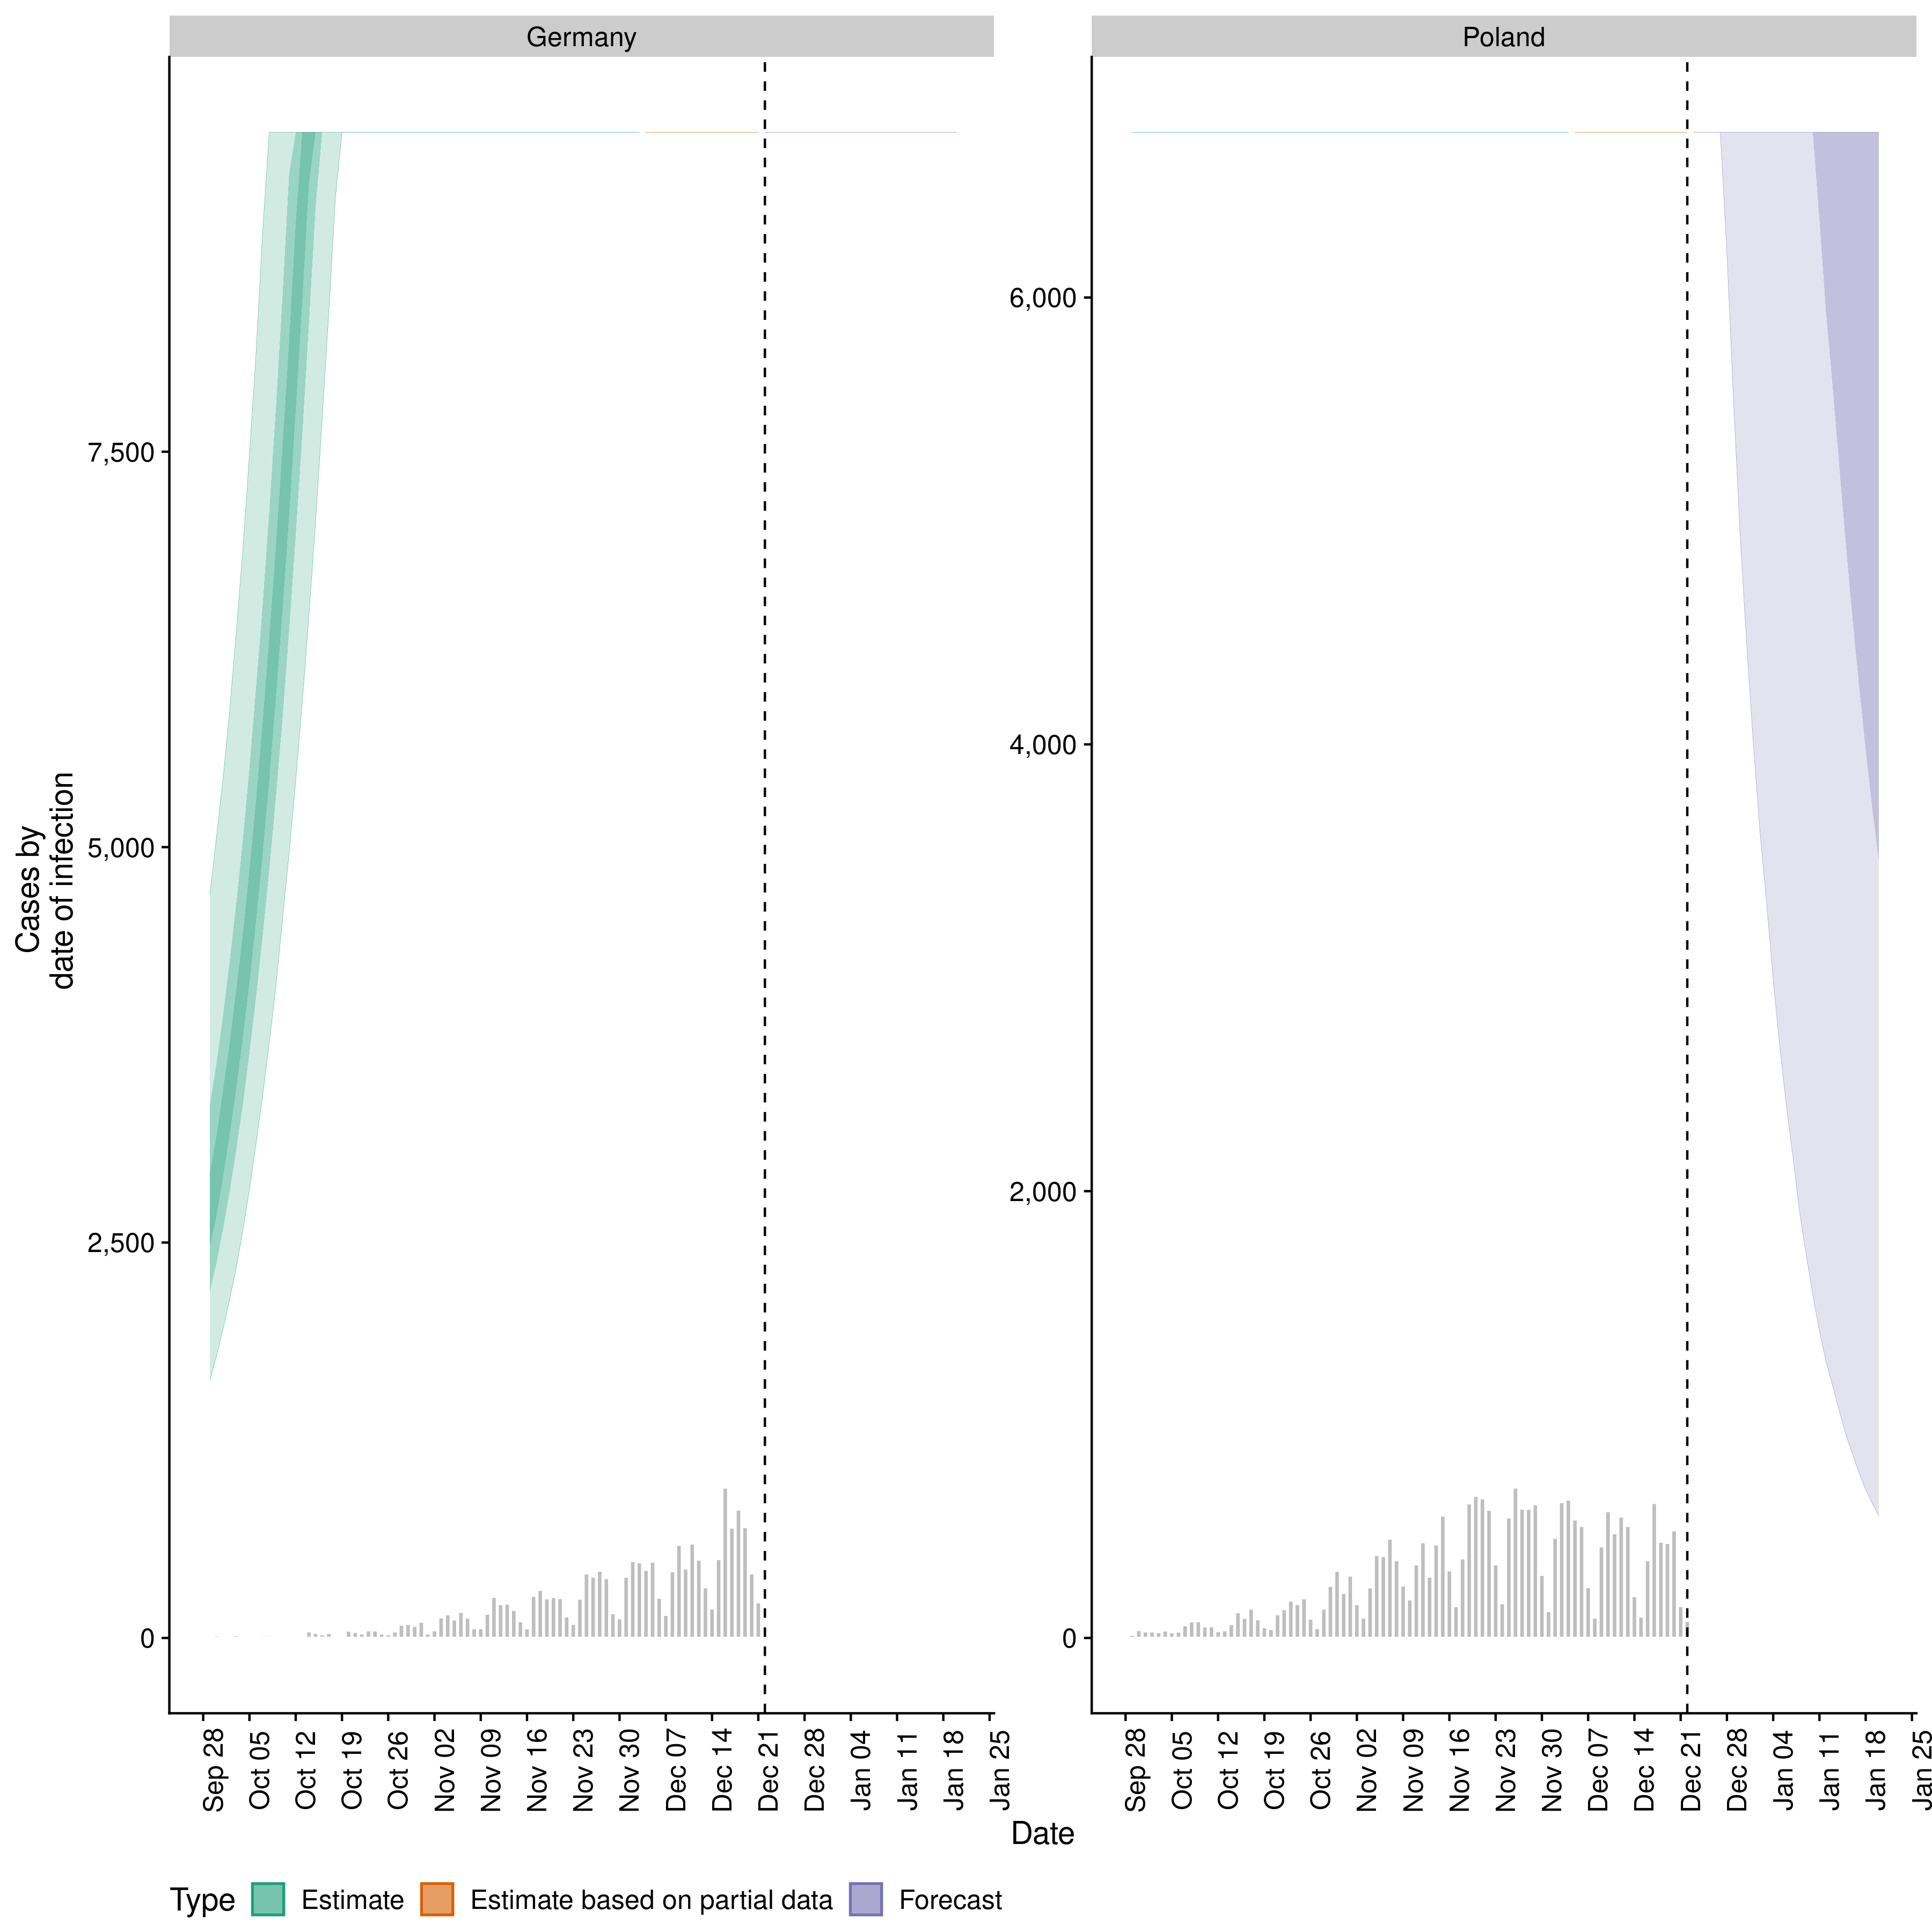 Germany
Poland
Cases by
date of infection
7,500
5,000
2,500
0
6,000
4,000
2,000
0
Sep 28
Oct 05
Oct 12
Oct 19
Oct 26
Nov 02
Nov 09
Nov 16
Nov 23
Nov 30
Dec 07
Dec 14
Dec 21
Dec 28
Jan 04
Jan 11
Jan 18
Jan 25
Sep 28
Oct 05
Oct 12
Oct 19
Oct 26
Nov 02
Nov 09
Nov 16
Nov 23
Nov 30
Dec 07
Dec 14
Dec 21
Dec 28
Jan 04
Jan 11
Jan 18
Jan 25
Date
Type Estimate Estimate based on partial data Forecast